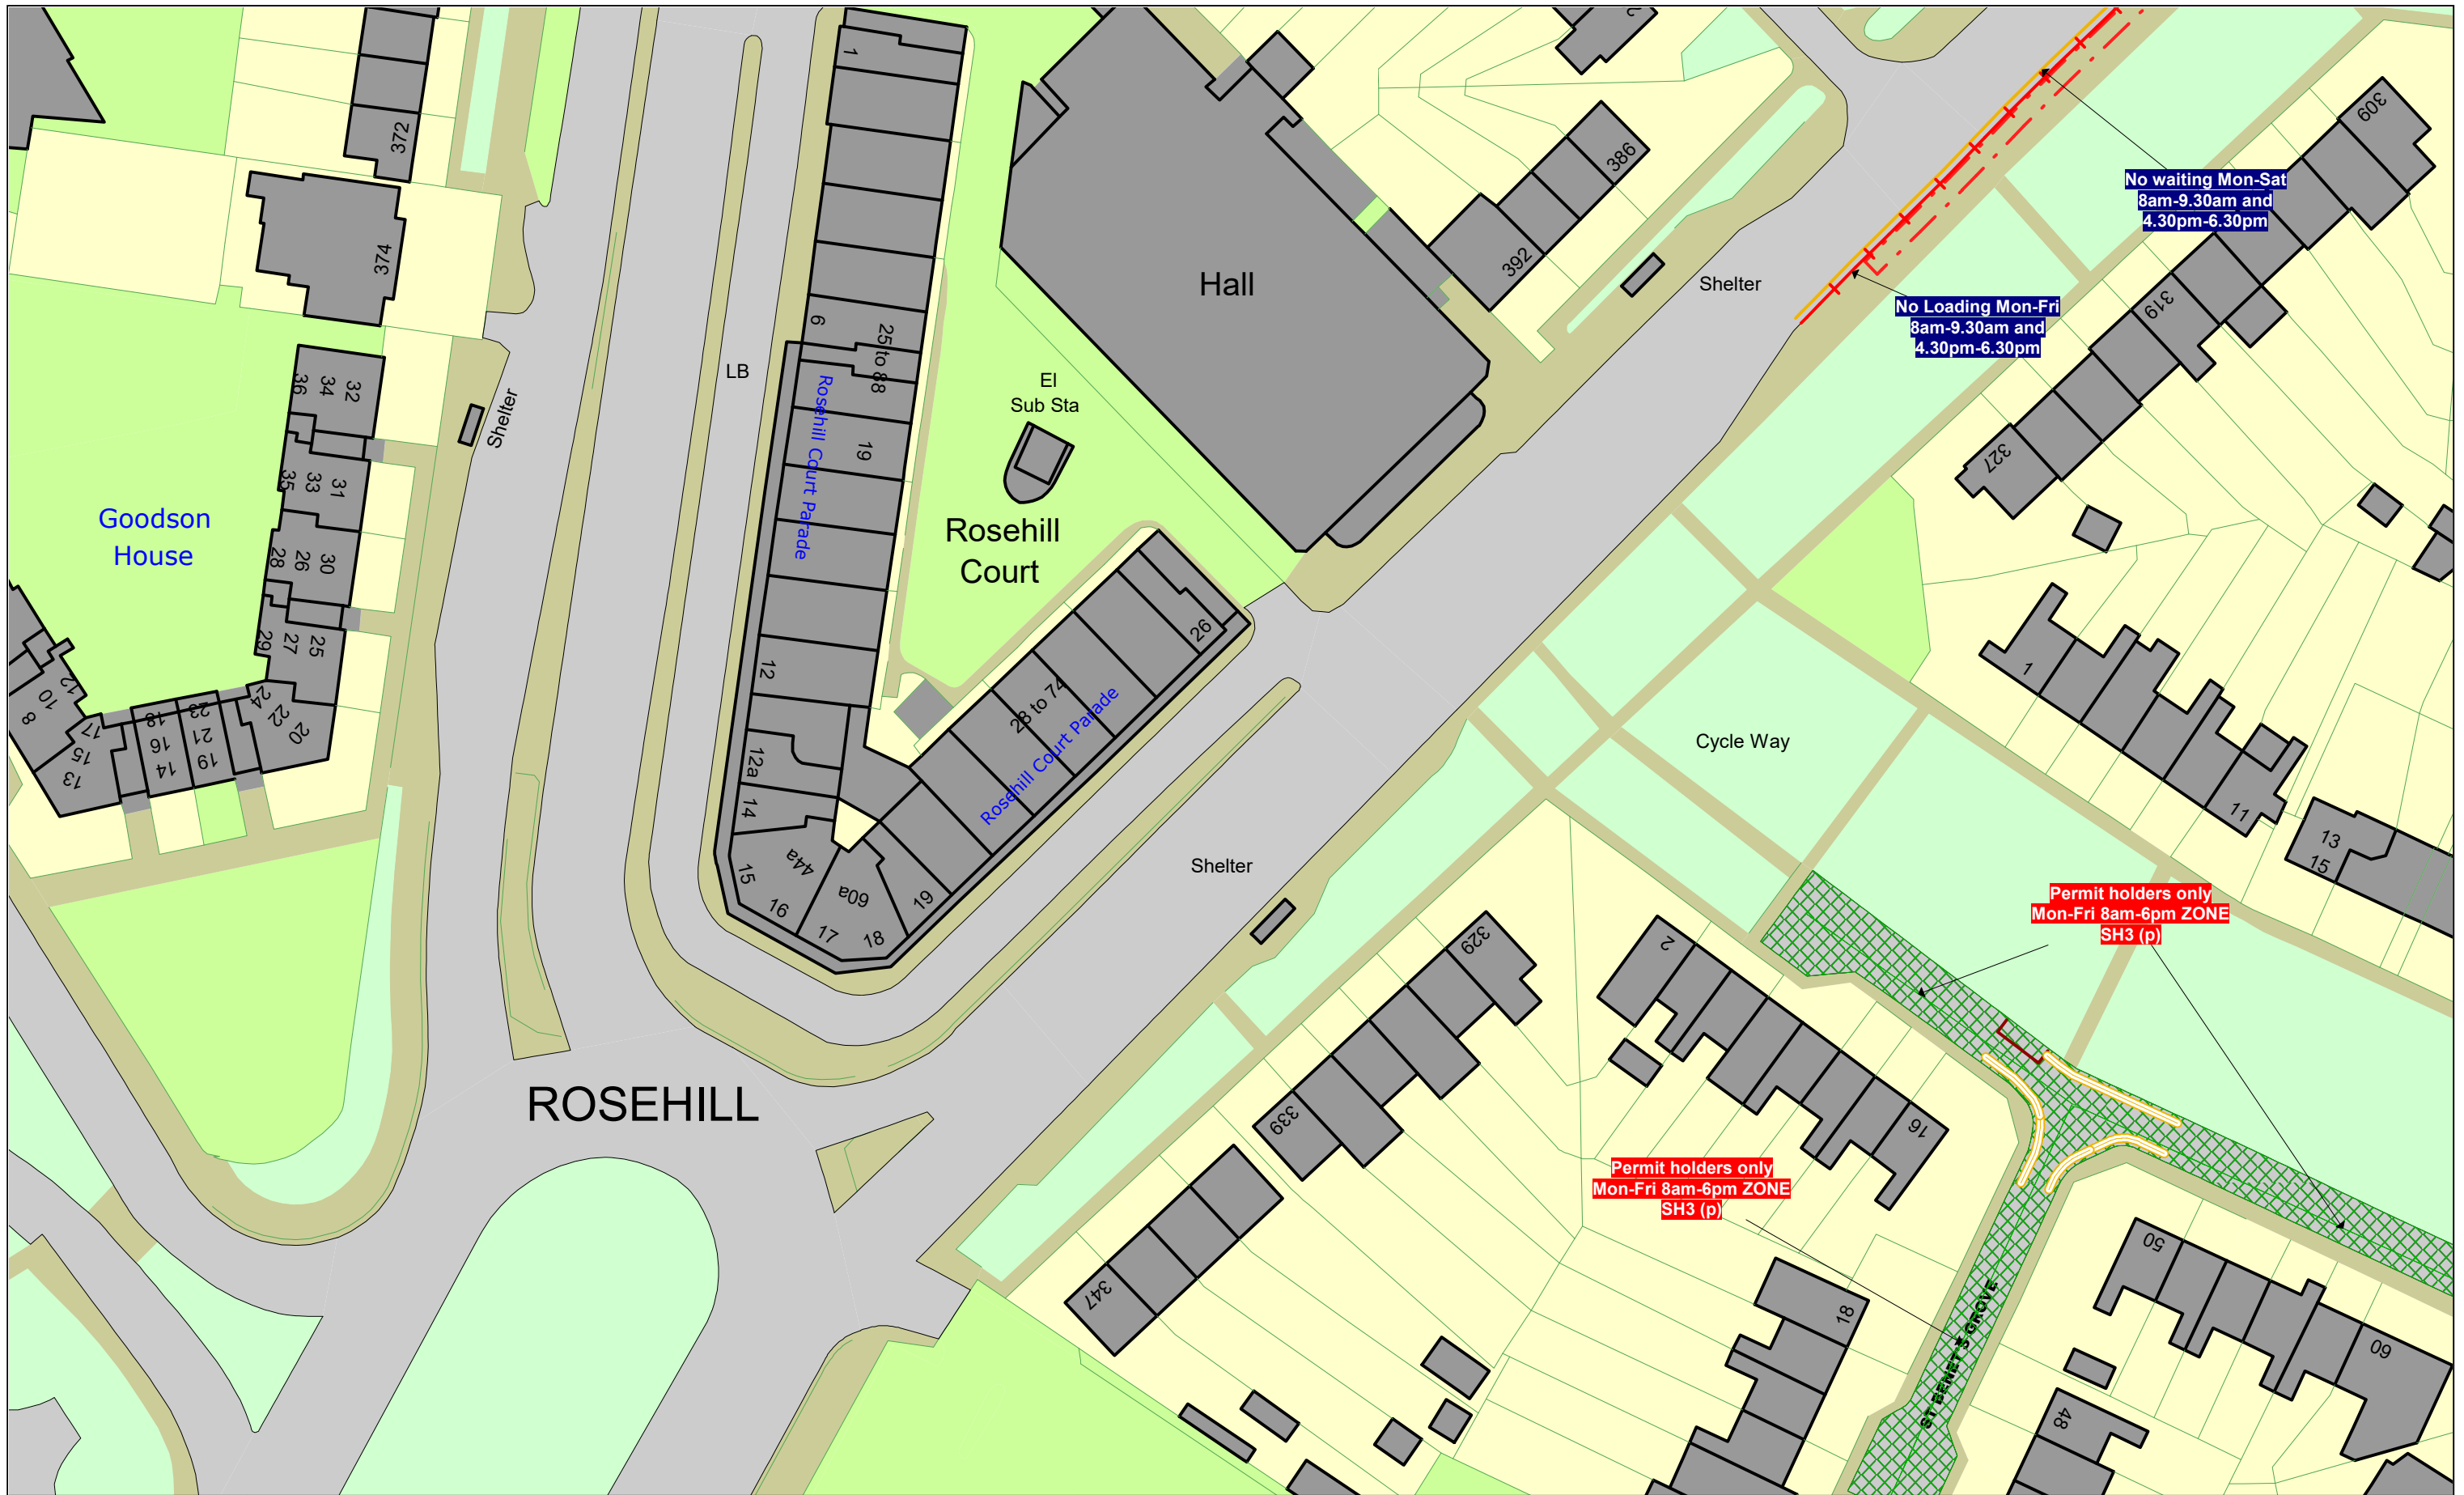 1
372
374
6
25 to 88
Rosehill Court Parade
19
12
12a
14
15
16
44a
17
18
60a
19
26
28 to 74
Rosehill Court Parade
LB
Shelter
36
34
32
35
33
31
28
26
30
29
27
25
24
22
20
23
21
19
18
16
14
17
15
13
12
10
8
Goodson
House
El
Sub Sta
Rosehill
Court
Hall
386
392
Shelter
No waiting Mon-Sat
8am-9.30am and
4.30pm-6.30pm
No Loading Mon-Fri
8am-9.30am and
4.30pm-6.30pm
309
319
327
1
11
13
15
Cycle Way
Shelter
329
339
347
2
16
18
Permit holders only
Mon-Fri 8am-6pm ZONE
SH3 (p)
Permit holders only
Mon-Fri 8am-6pm ZONE
SH3 (p)
ST BENET'S GROVE
50
60
48
ROSEHILL